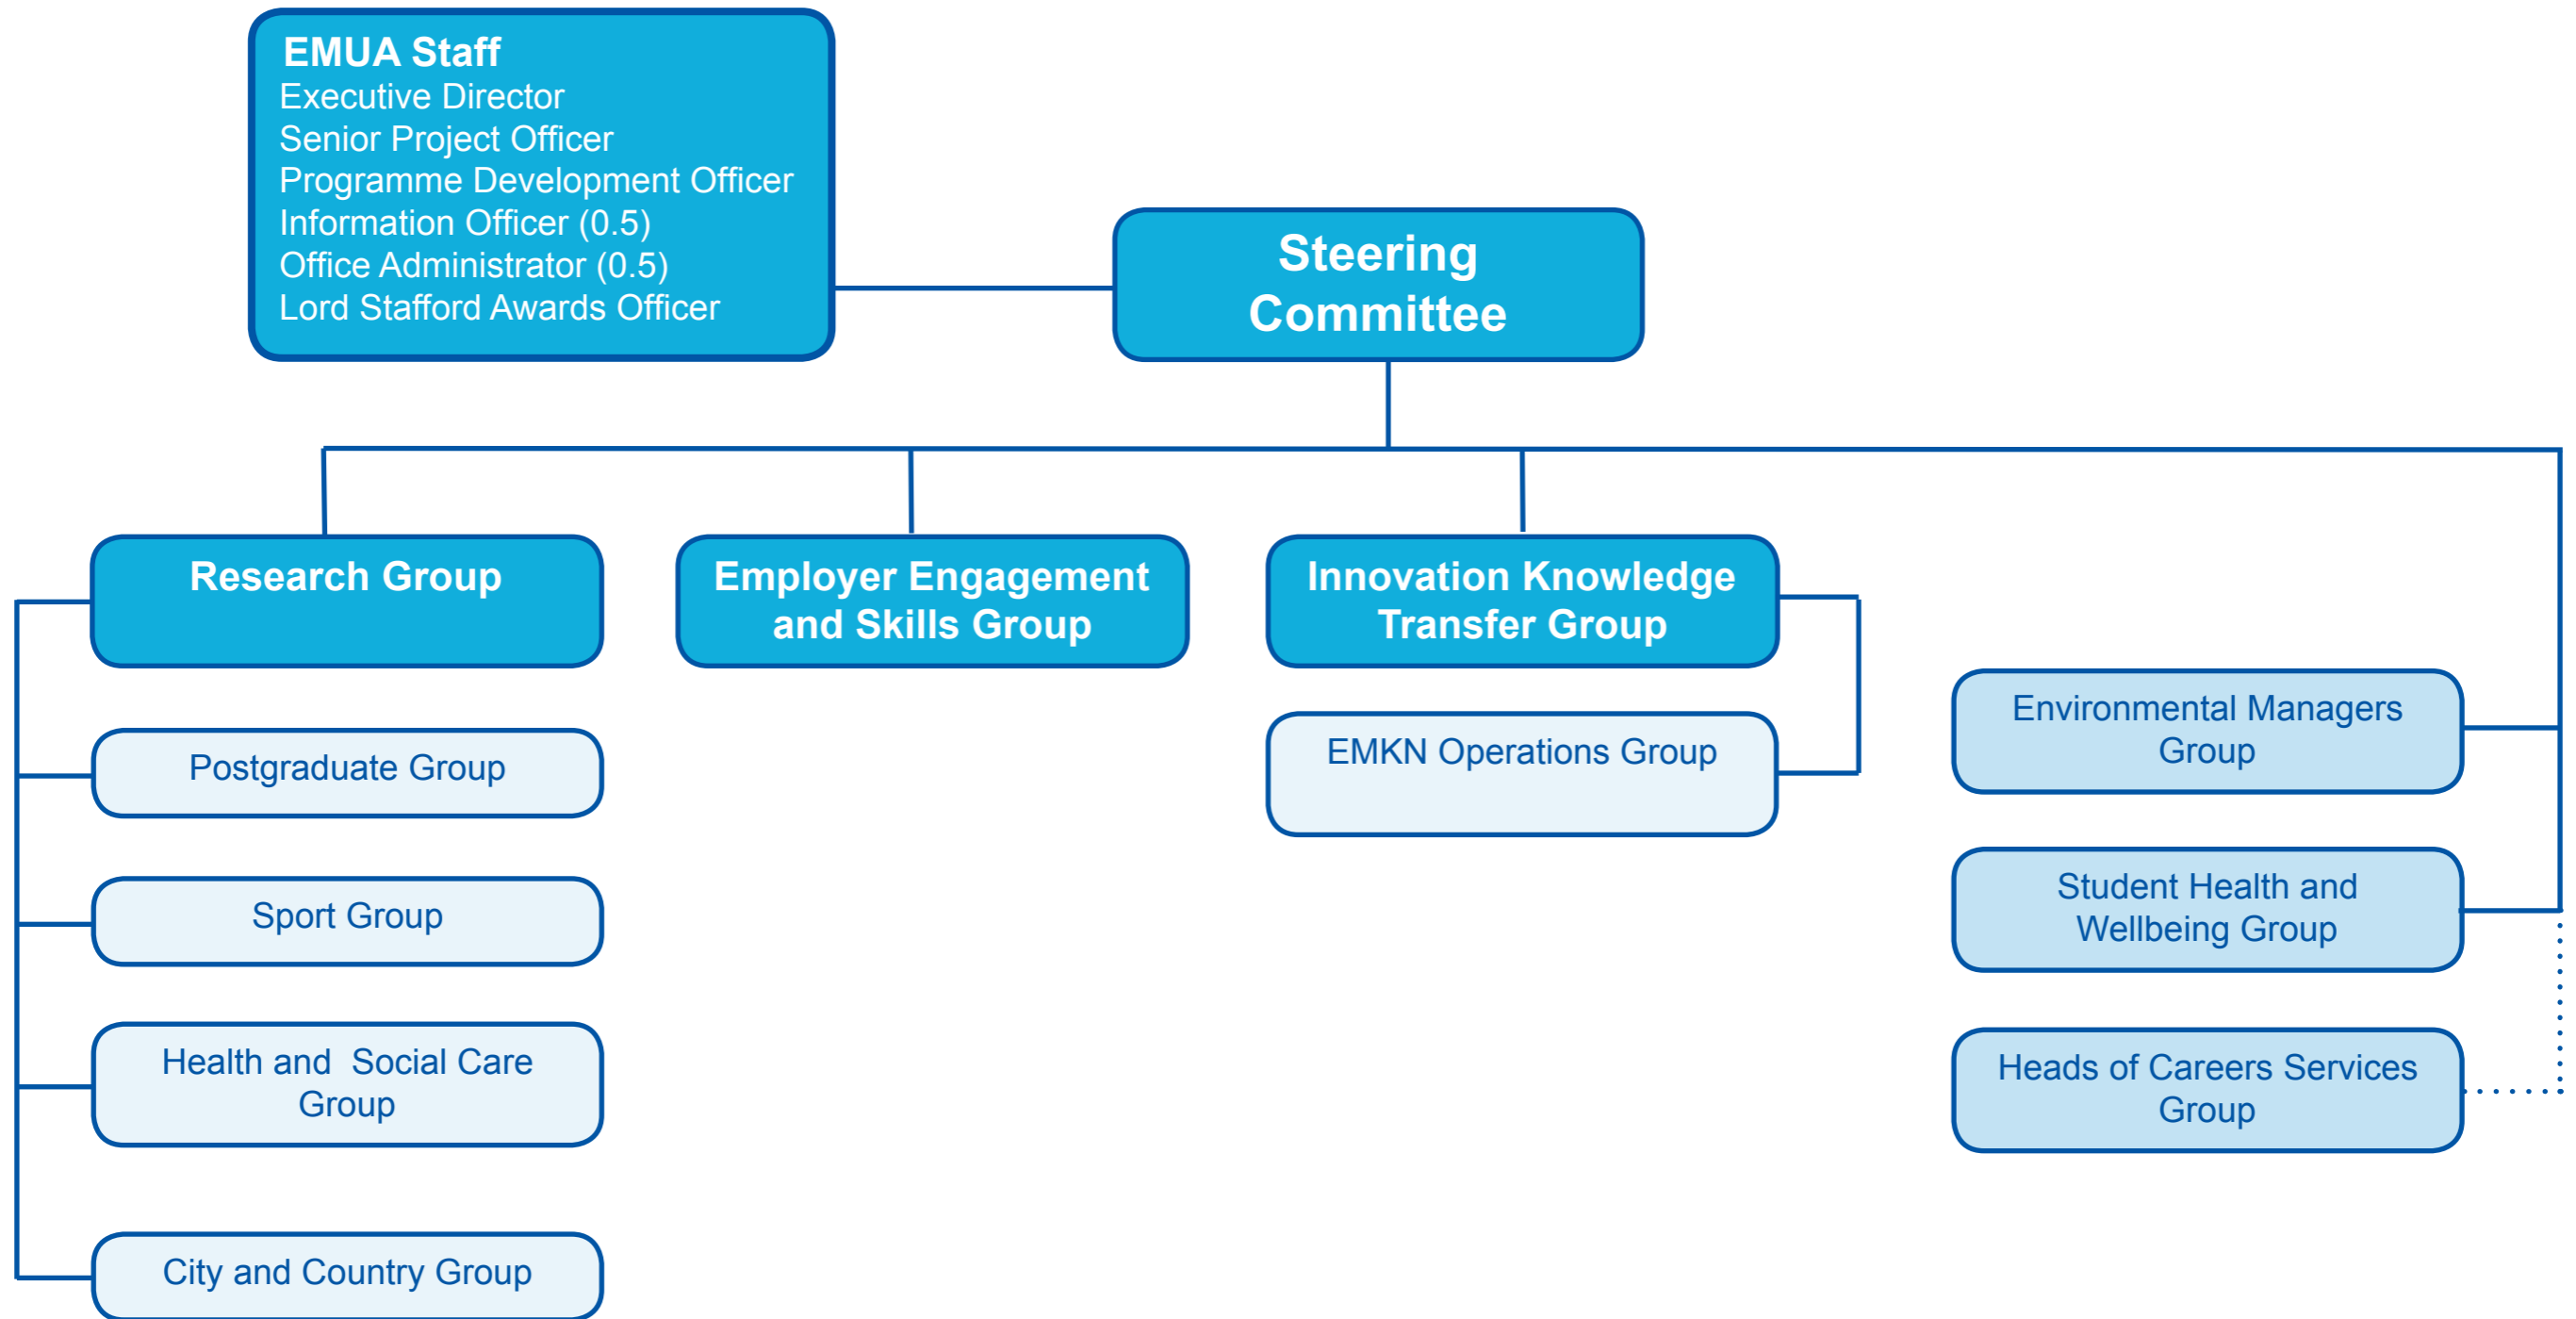 EMUA Staff
Executive Director
Senior Project Officer
Programme Development Officer
Information Officer (0.5)
Office Administrator (0.5)
Lord Stafford Awards Officer
Steering
Committee
Research Group
Employer Engagement
and Skills Group
Innovation Knowledge
Transfer Group
Postgraduate Group
Sport Group
Health and  Social Care
Group
City and Country Group
EMKN Operations Group
Environmental Managers
Group
Student Health and
Wellbeing Group
Heads of Careers Services
Group